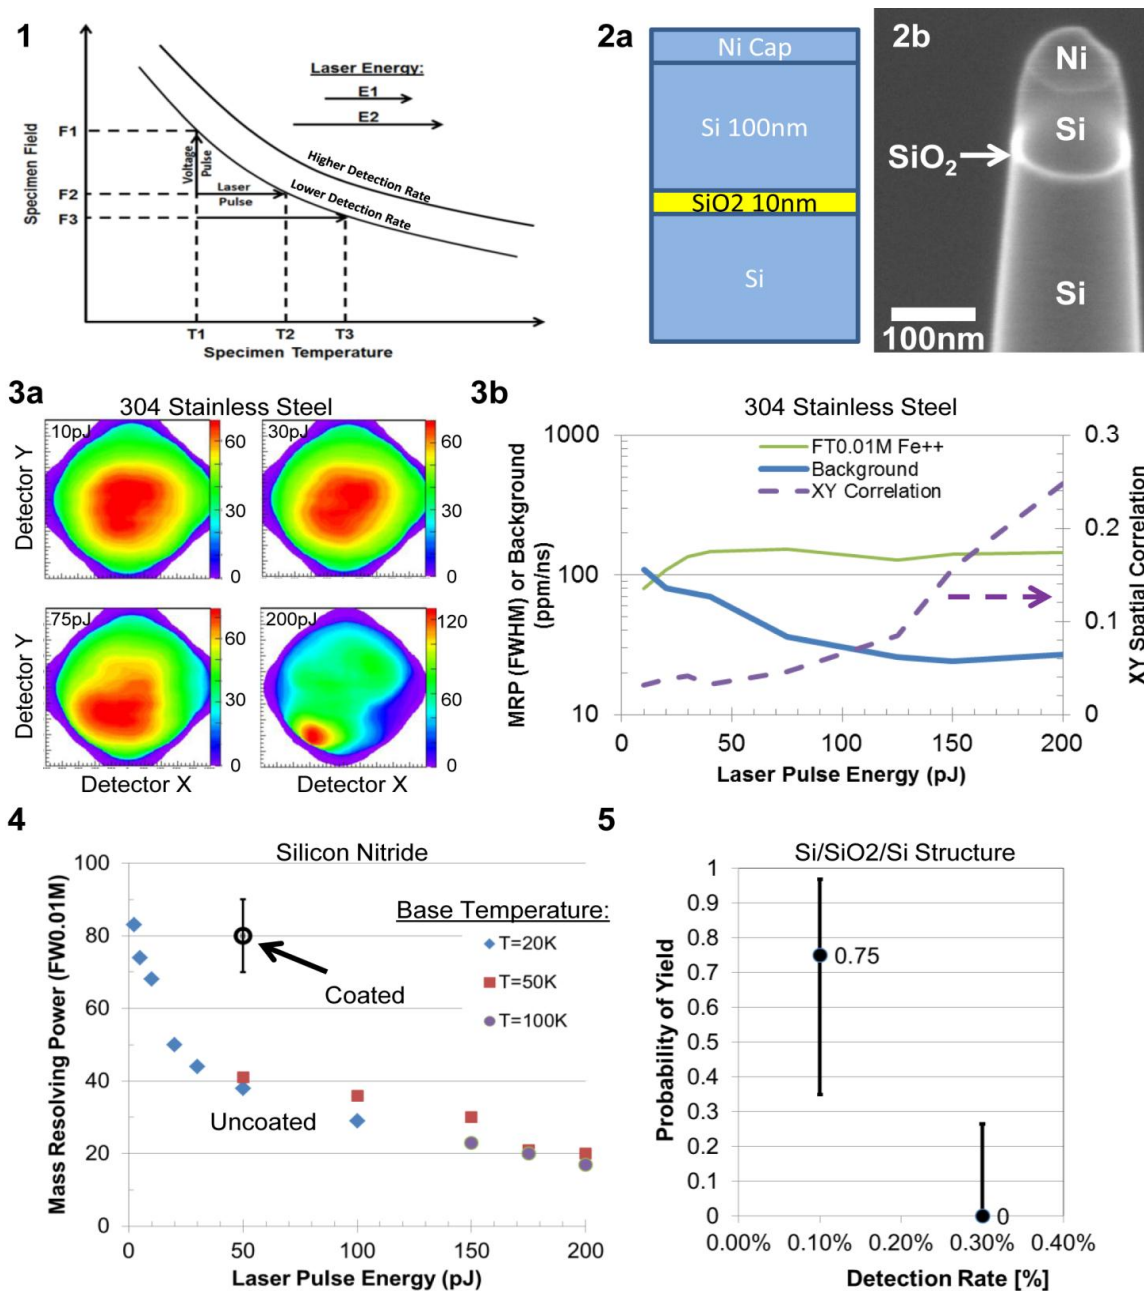 1
Specimen Field
F1
F2
F3
Voltage
Pulse
Laser
Pulse
Laser Energy:
E1
E2
Higher Detection Rate
Lower Detection Rate
T1 T2 T3
Specimen Temperature
2a
Ni Cap
Si 100nm
SiO2 10nm
Si
2b
Ni
Si
SiO2
Si
100nm
3a
304 Stainless Steel
10pJ
60
30
0
30pJ
120
60
0
Detector Y
75pJ
60
30
0
200pJ
120
60
0
Detector Y
Detector X Detector X
3b
304 Stainless Steel
FT0.01M Fe++
Background
XY Correlation
MRP (FWHM) or Background
(ppm/ns)
1000
100
10
0.3
0.2
0.1
0
XY Spatial Correlation
0 50 100 150 200
Laser Pulse Energy (pJ)
4
Silicon Nitride
Mass Resolving Power (FW0.01M)
100
80
60
40
20
0
Base Temperature:
T=20K
T=50K
T=100K
Coated
Uncoated
0 50 100 150 200
Laser Pulse Energy (pJ)
5
Si/SiO2/Si Structure
Probability of Yield
1
0.9
0.8
0.7
0.6
0.5
0.4
0.3
0.2
0.1
0
0.75
0
0.00% 0.10% 0.20% 0.30% 0.40%
Detection Rate [%]